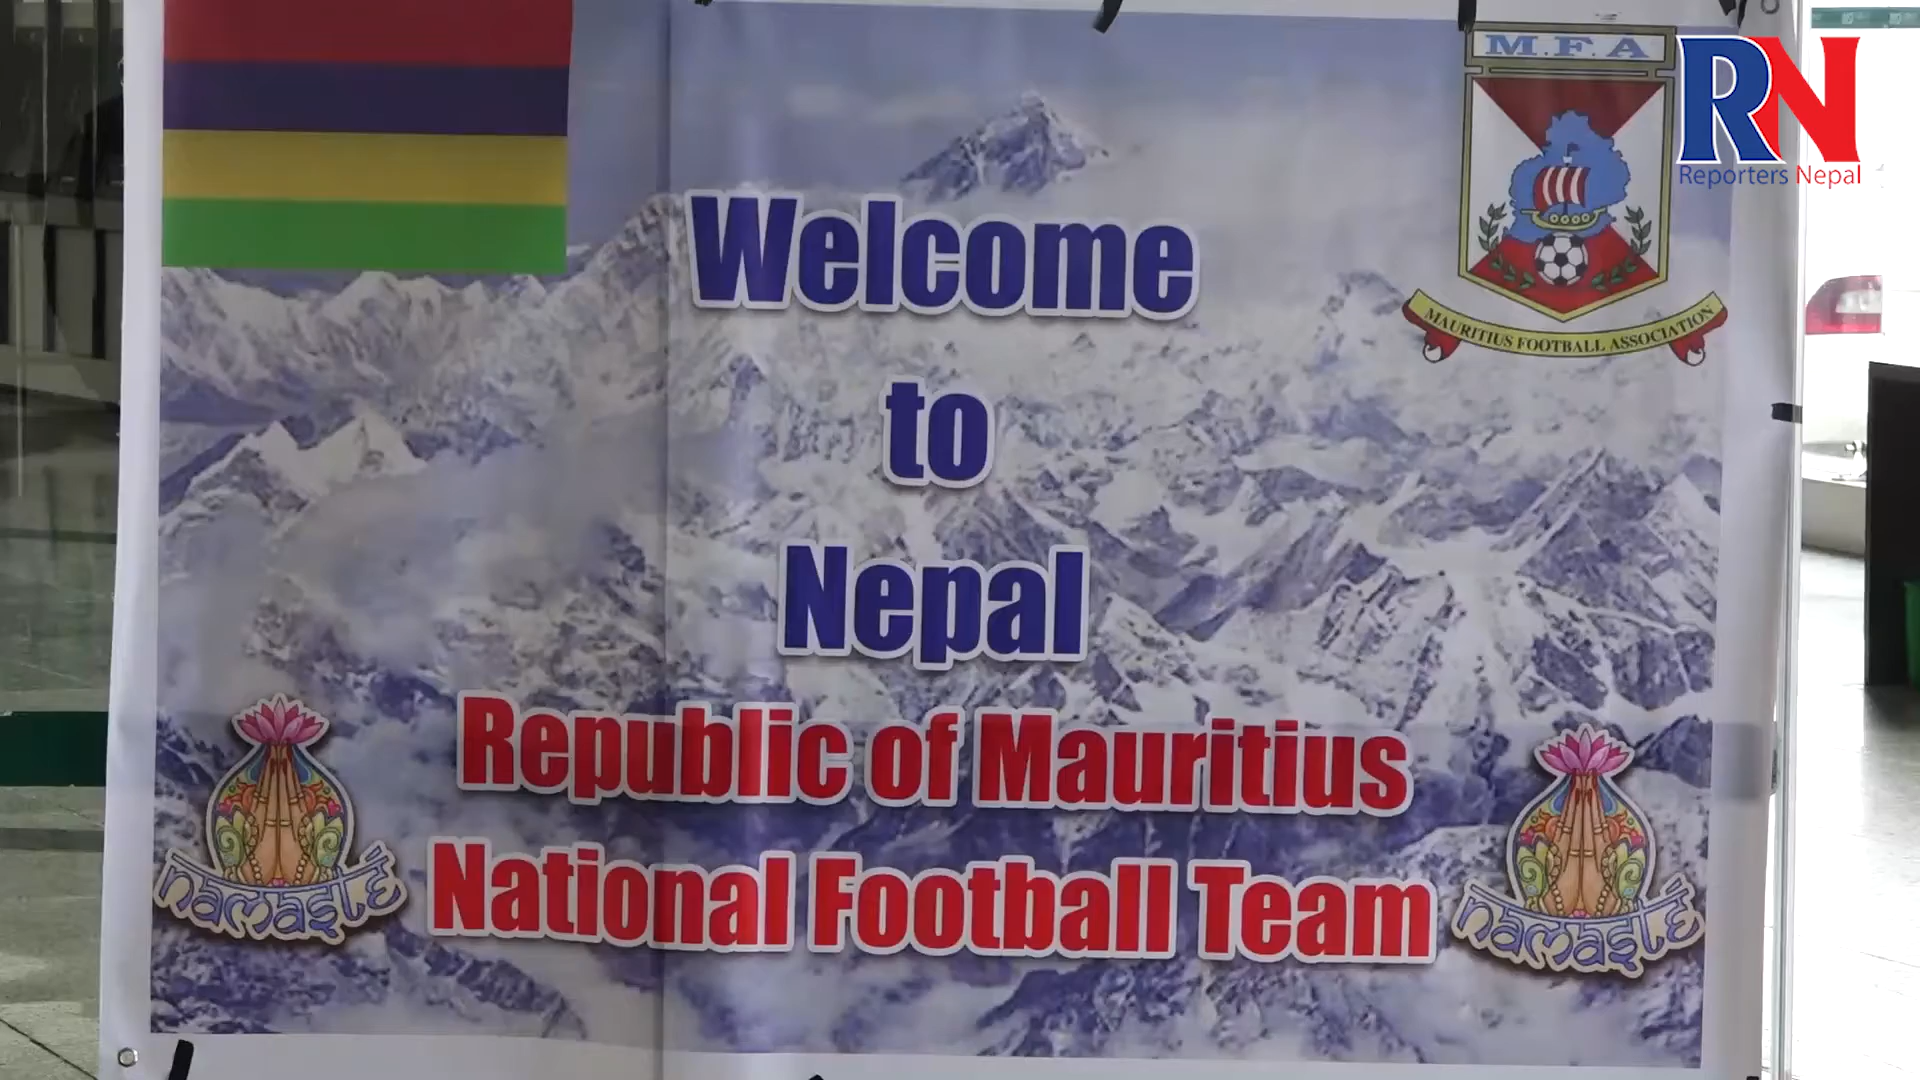 M.F.A
RN
Reporters Nepal
MAURITIUS FOOTBALL ASSOCIATION
Welcome
to
Nepal
Republic of Mauritius
National Football Team
namasté
namasté